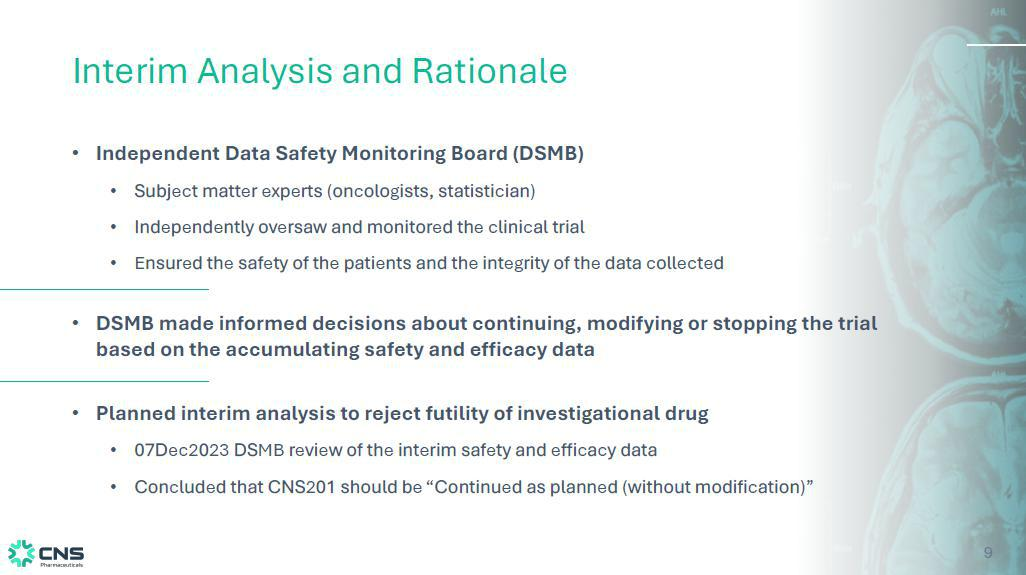 AHL
Interim Analysis and Rationale
• Independent Data Safety Monitoring Board (DSMB)
• Subject matter experts (oncologists, statistician)
• Independently oversaw and monitored the clinical trial
• Ensured the safety of the patients and the integrity of the data collected
• DSMB made informed decisions about continuing, modifying or stopping the trial
based on the accumulating safety and efficacy data
• Planned interim analysis to reject futility of investigational drug
• 07Dec2023 DSMB review of the interim safety and efficacy data
• Concluded that CNS201 should be “Continued as planned (without modification)”
CNS
Pharmaceuticals
9